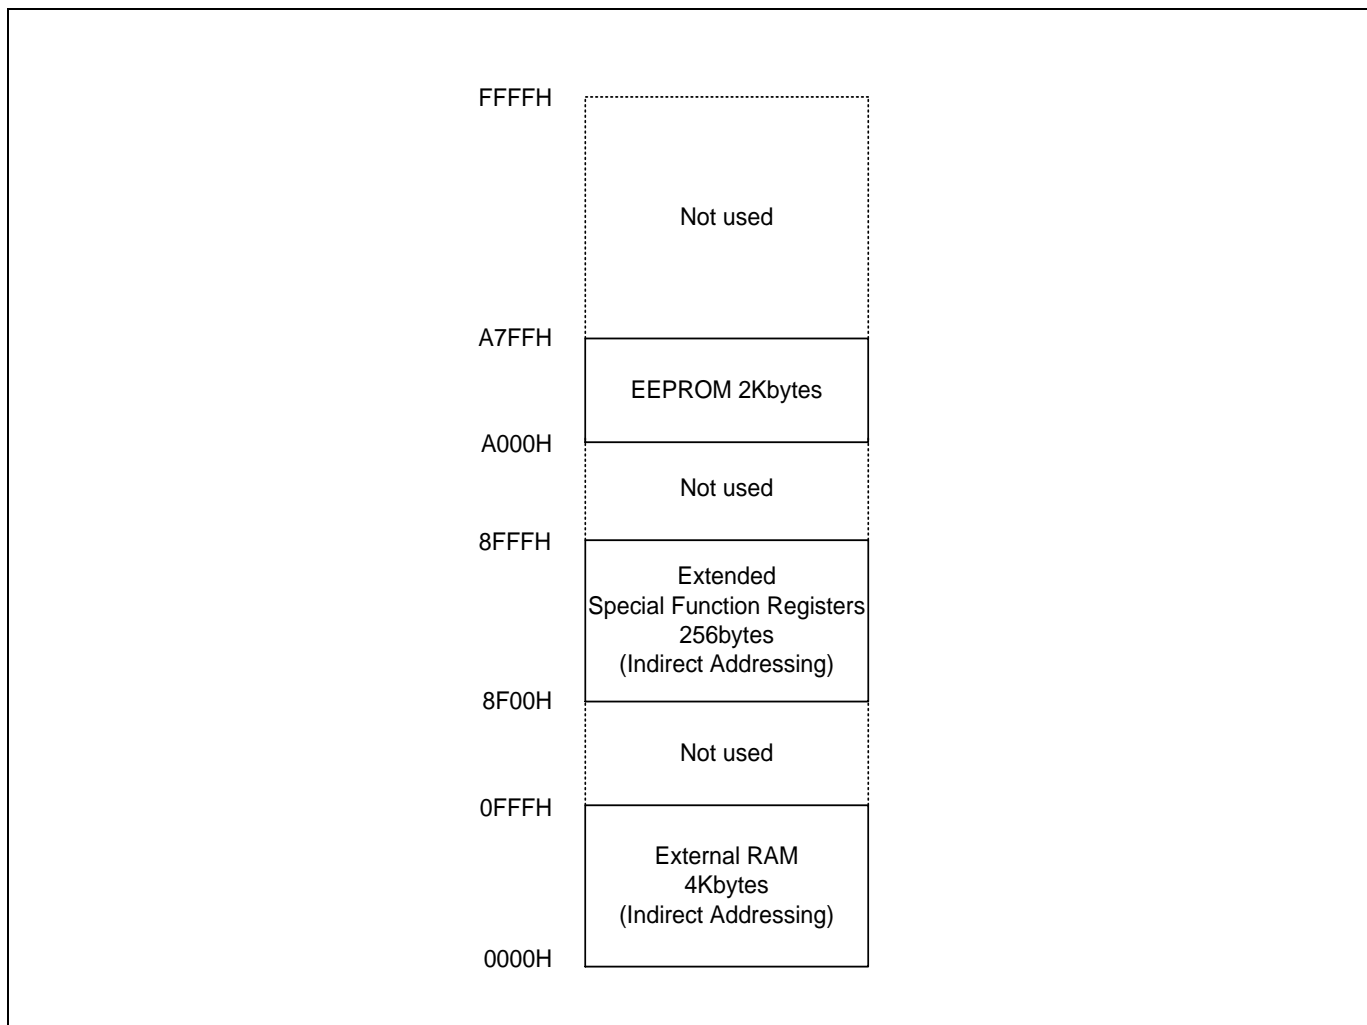 FFFFH
Not used
A7FFH
EEPROM 2Kbytes
A000H
Not used
8FFFH
Extended
Special Function Registers
256bytes
(Indirect Addressing)
8F00H
Not used
0FFFH
External RAM
4Kbytes
(Indirect Addressing)
0000H